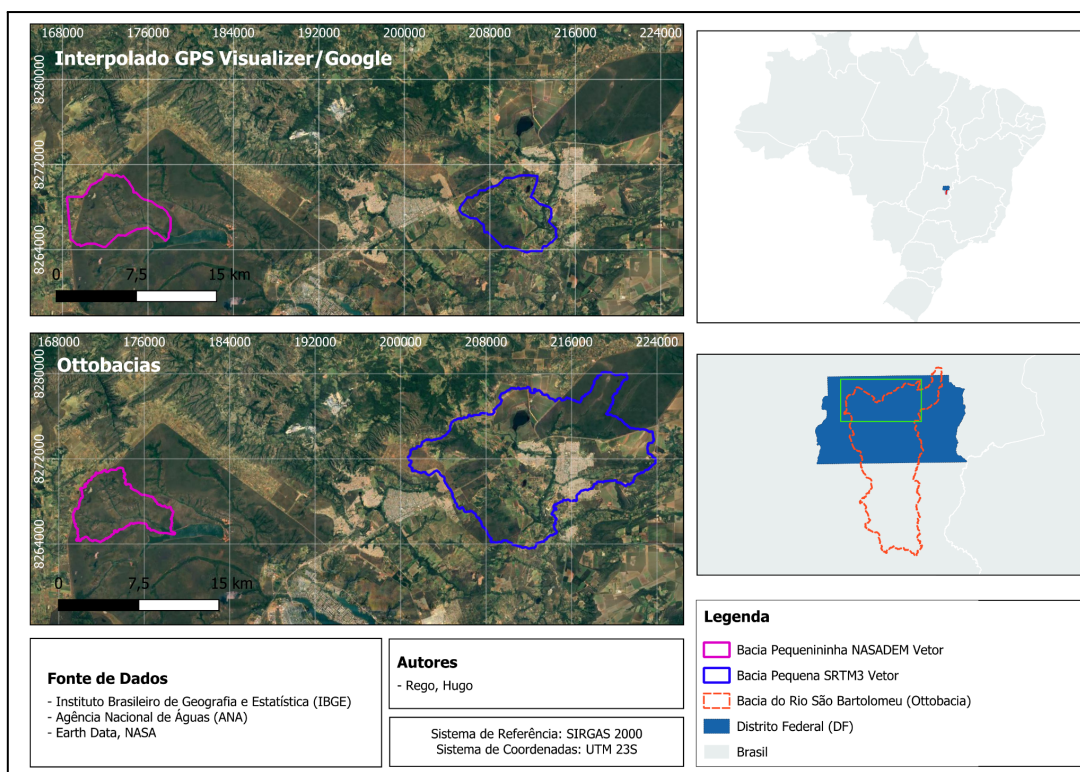 168000 176000 184000 192000 200000 208000 216000 224000
Interpolado GPS Visualizer/Google
8280000
8272000
8264000
0 7,5 15 km
168000 176000 184000 192000 200000 208000 216000 224000
Ottobacias
8280000
8272000
8264000
0 7,5 15 km
Fonte de Dados
- Instituto Brasileiro de Geografia e Estatística (IBGE)
- Agência Nacional de Águas (ANA)
- Earth Data, NASA
Autores
- Rego, Hugo
Sistema de Referência: SIRGAS 2000
Sistema de Coordenadas: UTM 23S
Legenda
Bacia Pequenininha NASADEM Vetor
Bacia Pequena SRTM3 Vetor
Bacia do Rio São Bartolomeu (Ottobacia)
Distrito Federal (DF)
Brasil